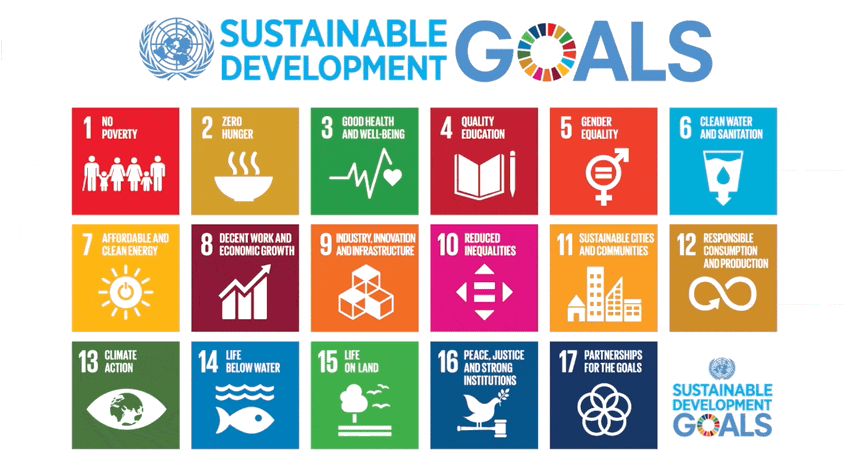 SUSTAINABLE
DEVELOPMENT
GOALS
1 NO
POVERTY
2 ZERO
HUNGER
3 GOOD HEALTH
AND WELL-BEING
4 QUALITY
EDUCATION
5 GENDER
EQUALITY
6 CLEAN WATER
AND SANITATION
7 AFFORDABLE AND
CLEAN ENERGY
8 DECENT WORK AND
ECONOMIC GROWTH
9 INDUSTRY, INNOVATION
AND INFRASTRUCTURE
10 REDUCED
INEQUALITIES
11 SUSTAINABLE CITIES
AND COMMUNITIES
12 RESPONSIBLE
CONSUMPTION
AND PRODUCTION
13 CLIMATE
ACTION
14 LIFE
BELOW WATER
15 LIFE
ON LAND
16 PEACE, JUSTICE
AND STRONG
INSTITUTIONS
17 PARTNERSHIPS
FOR THE GOALS
SUSTAINABLE
DEVELOPMENT
GOALS